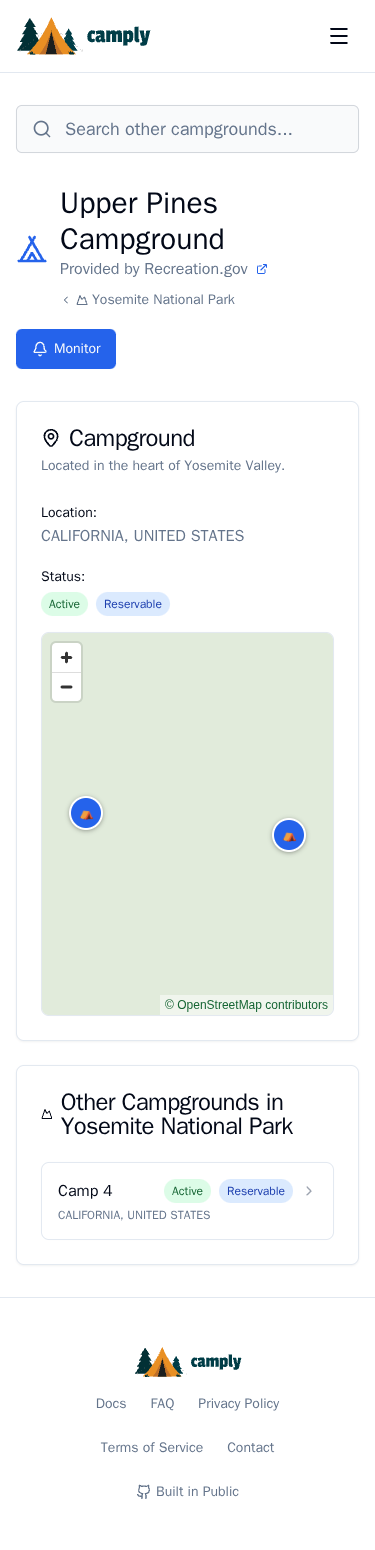 camply
Search other campgrounds...
Upper Pines
Campground
Provided by Recreation.gov
Yosemite National Park
Monitor
Campground
Located in the heart of Yosemite Valley.
Location:
CALIFORNIA, UNITED STATES
Status:
Active Reservable
+
−
© OpenStreetMap contributors
Other Campgrounds in
Yosemite National Park
Camp 4 Active Reservable
CALIFORNIA, UNITED STATES
camply
Docs FAQ Privacy Policy
Terms of Service Contact
Built in Public